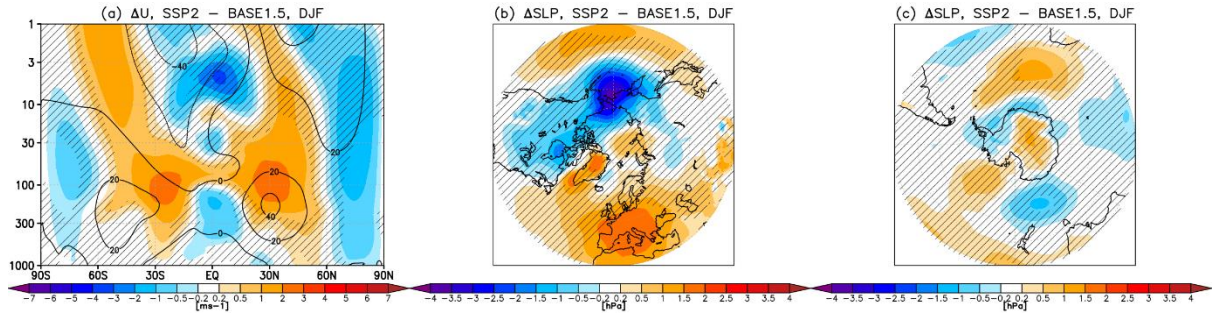 (a) ΔU, SSP2 – BASE1.5, DJF
1
3
10
30
100
300
1000
-40
20
20
20
0
0
20
40
20
90S 60S 30S EQ 30N 60N 90N
-7 -6 -5 -4 -3 -2 -1 -0.5 -0.2 0.2 0.5 1 2 3 4 5 6 7
[ms-1]
(b) ΔSLP, SSP2 – BASE1.5, DJF
-4 -3.5 -3 -2.5 -2 -1.5 -1 -0.5 -0.2 0.2 0.5 1 1.5 2 2.5 3 3.5 4
[hPa]
(c) ΔSLP, SSP2 – BASE1.5, DJF
-4 -3.5 -3 -2.5 -2 -1.5 -1 -0.5 -0.2 0.2 0.5 1 1.5 2 2.5 3 3.5 4
[hPa]